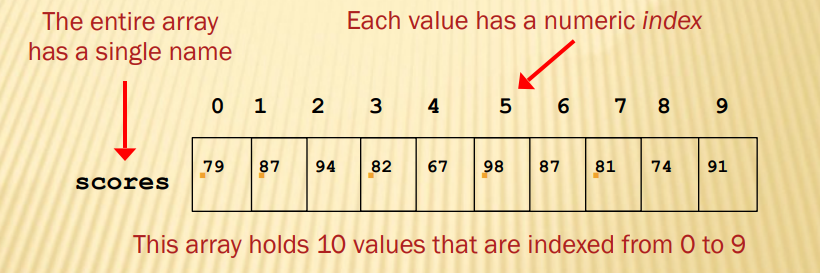 The entire array
has a single name
Each value has a numeric index
0 1 2 3 4 5 6 7 8 9
scores
79 87 94 82 67 98 87 81 74 91
This array holds 10 values that are indexed from 0 to 9